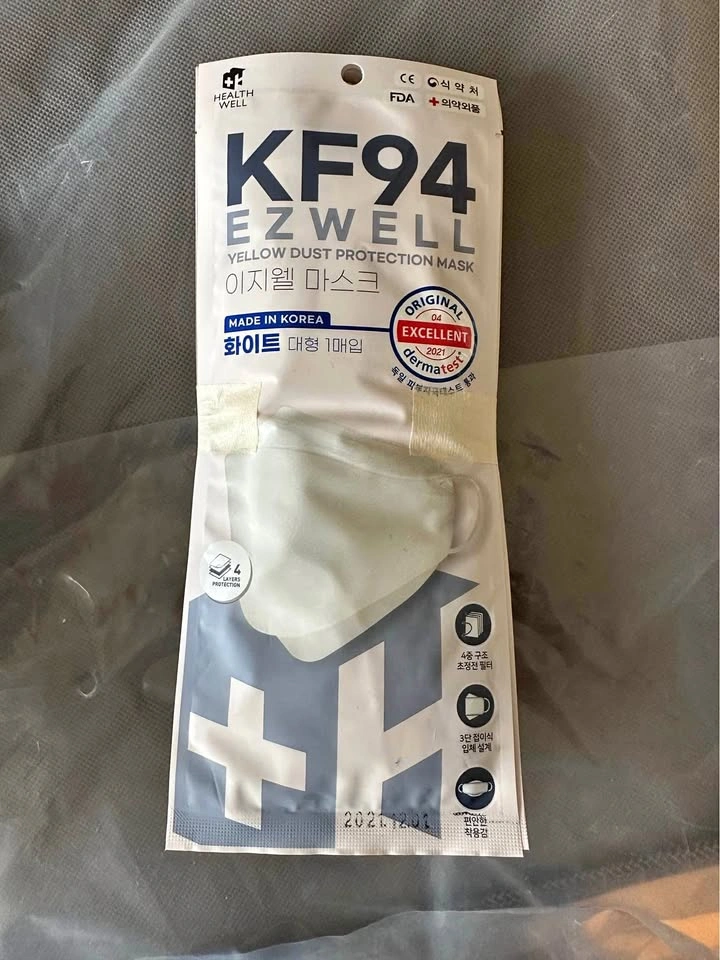 HEALTH
WELL
CE
식약처
FDA
의약외품
KF94
EZWELL
YELLOW DUST PROTECTION MASK
이지웰 마스크
MADE IN KOREA
화이트 대형 1매입
ORIGINAL
04
EXCELLENT
2021
dermatest®
독일 피부자극테스트 통과
4
LAYERS
PROTECTION
4중 구조
초정전 필터
3단 접이식
입체 설계
편안한
착용감
2021.12.01